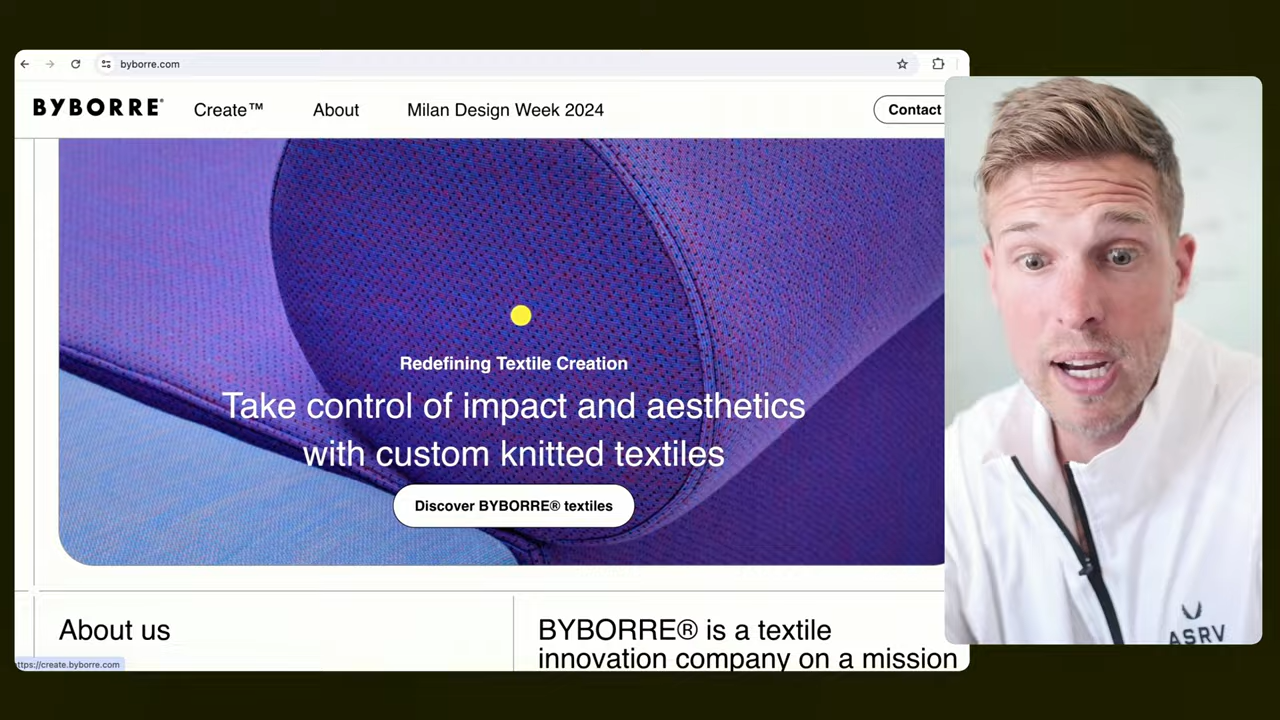 byborre.com
BYBORRE®
Create™
About
Milan Design Week 2024
Contact
Redefining Textile Creation
Take control of impact and aesthetics
with custom knitted textiles
Discover BYBORRE® textiles
About us
BYBORRE® is a textile
innovation company on a mission
ttps://create.byborre.com
ASRV